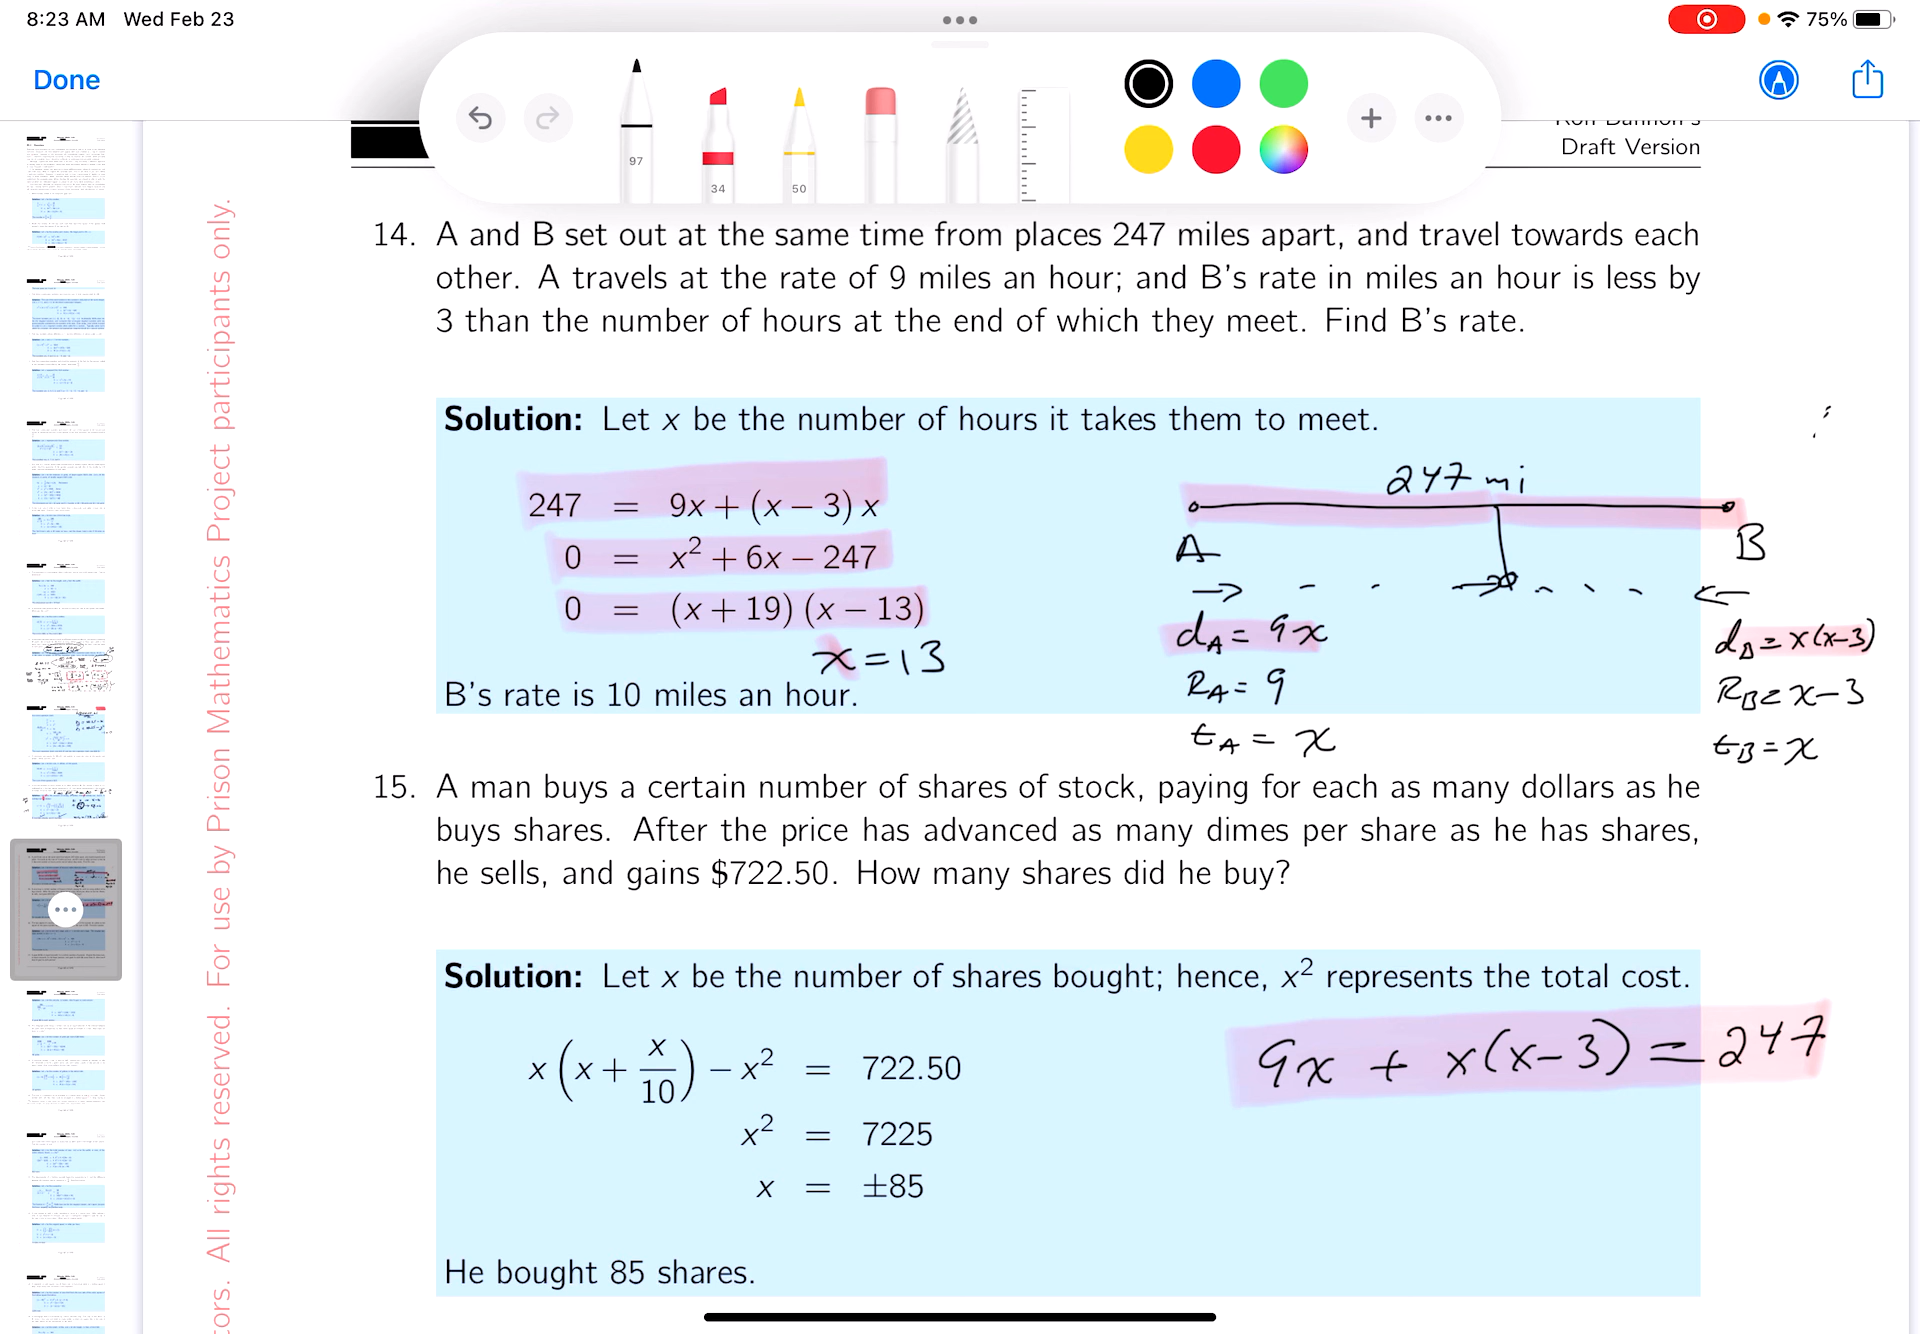 8:23 AM Wed Feb 23
75%
Done
97
34
50
Draft Version
14. A and B set out at the same time from places 247 miles apart, and travel towards each
other. A travels at the rate of 9 miles an hour; and B's rate in miles an hour is less by
3 than the number of hours at the end of which they meet. Find B's rate.
Solution: Let x be the number of hours it takes them to meet.
247 = 9x + (x − 3) x
0 = x² + 6x − 247
0 = (x + 19) (x − 13)
x = 13
B's rate is 10 miles an hour.
247 mi
A B
d_A = 9x
R_A = 9
t_A = x
d_B = x(x−3)
R_B = x−3
t_B = x
15. A man buys a certain number of shares of stock, paying for each as many dollars as he
buys shares. After the price has advanced as many dimes per share as he has shares,
he sells, and gains $722.50. How many shares did he buy?
Solution: Let x be the number of shares bought; hence, x² represents the total cost.
x (x + x/10) − x² = 722.50
x² = 7225
x = ±85
He bought 85 shares.
9x + x(x−3) = 247
All rights reserved. For use by Prison Mathematics Project participants only.